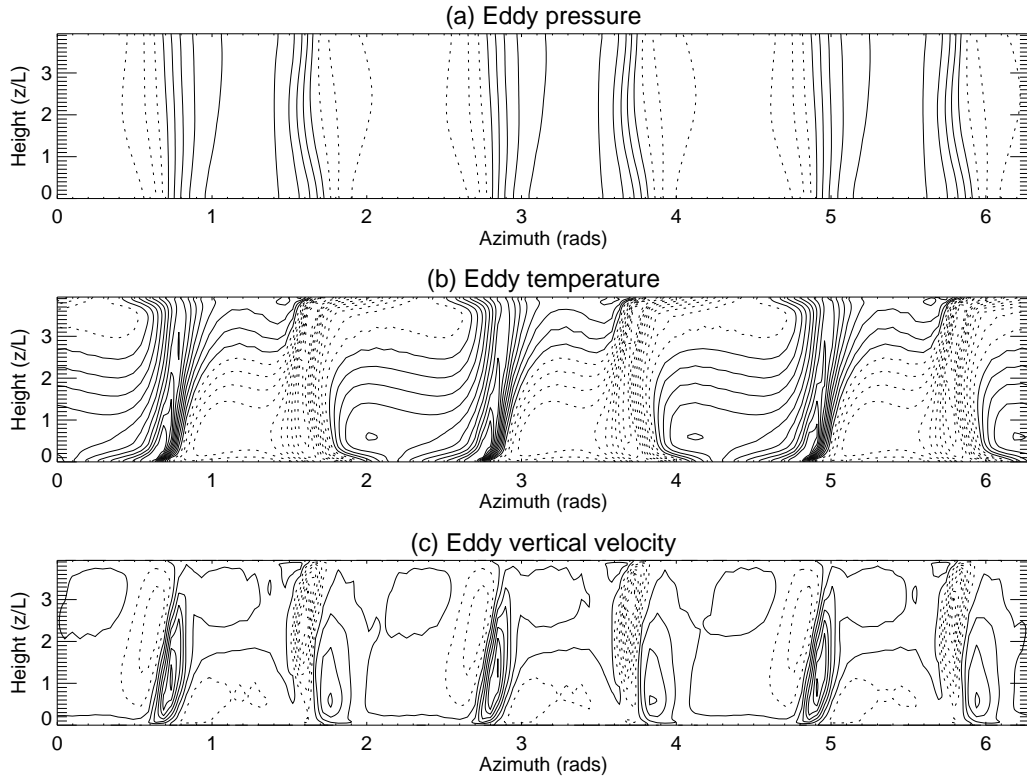 (a) Eddy pressure
Height (z/L)
3
2
1
0
0 1 2 3 4 5 6
Azimuth (rads)
(b) Eddy temperature
Height (z/L)
3
2
1
0
0 1 2 3 4 5 6
Azimuth (rads)
(c) Eddy vertical velocity
Height (z/L)
3
2
1
0
0 1 2 3 4 5 6
Azimuth (rads)